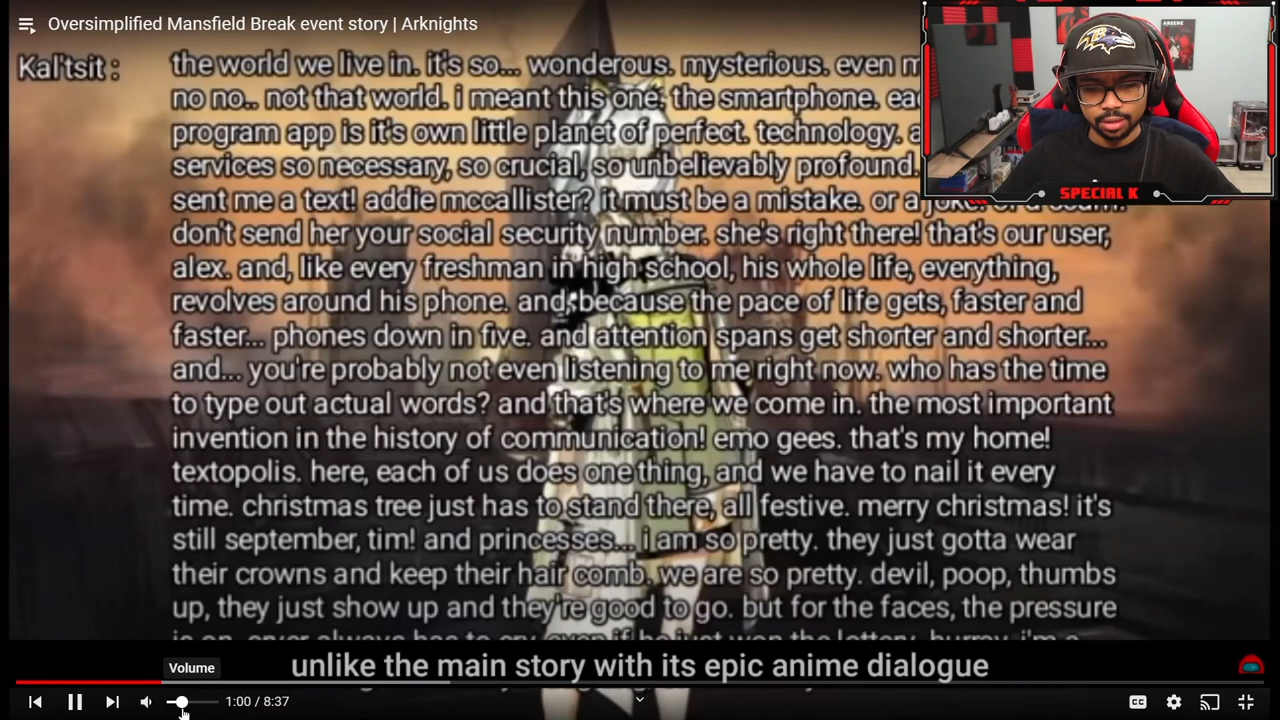 Oversimplified Mansfield Break event story | Arknights
Kal'tsit :
the world we live in. it's so... wonderous. mysterious. even
no no.. not that world. i meant this one. the smartphone.
program app is it's own little planet of perfect. technology.
services so necessary, so crucial, so unbelievably profound.
sent me a text! addie mccallister? it must be a mistake. or a joke. or a scam!
don't send her your social security number. she's right there! that's our user,
alex. and, like every freshman in high school, his whole life, everything,
revolves around his phone. and, because the pace of life gets, faster and
faster... phones down in five. and attention spans get shorter and shorter...
and... you're probably not even listening to me right now. who has the time
to type out actual words? and that's where we come in. the most important
invention in the history of communication! emo gees. that's my home!
textopolis. here, each of us does one thing, and we have to nail it every
time. christmas tree just has to stand there, all festive. merry christmas! it's
still september, tim! and princesses... i am so pretty. they just gotta wear
their crowns and keep their hair comb. we are so pretty. devil, poop, thumbs
up, they just show up and they're good to go. but for the faces, the pressure
unlike the main story with its epic anime dialogue
Volume
1:00 / 8:37
CC
SPECIAL K